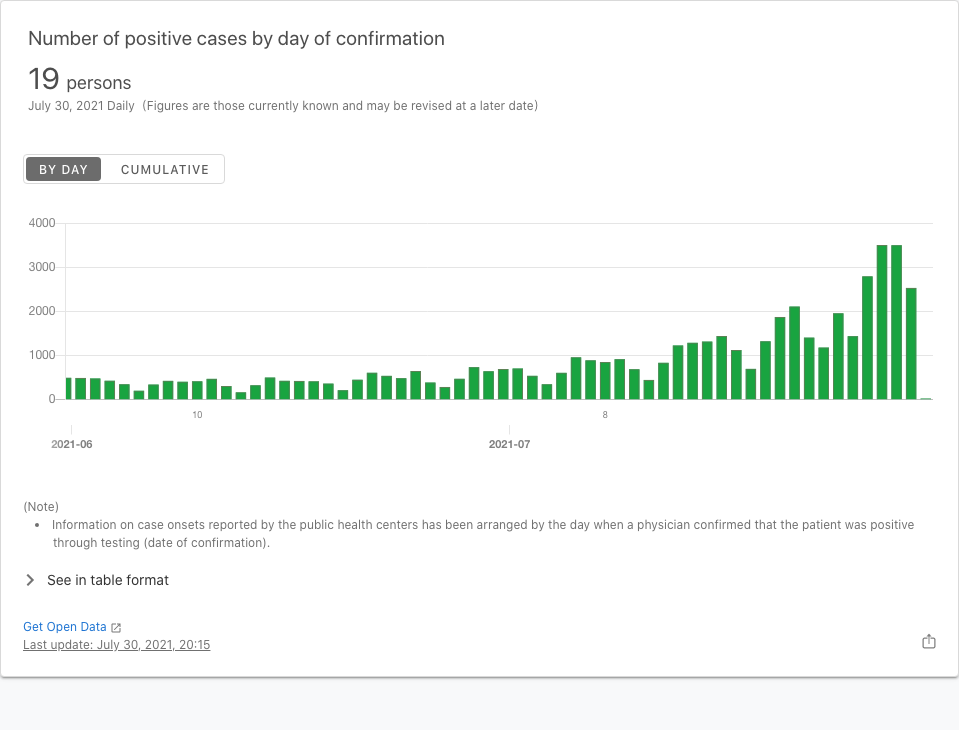 Number of positive cases by day of confirmation
19 persons
July 30, 2021 Daily (Figures are those currently known and may be revised at a later date)
BY DAY CUMULATIVE
4000
3000
2000
1000
0
10 8
2021-06 2021-07
(Note)
• Information on case onsets reported by the public health centers has been arranged by the day when a physician confirmed that the patient was positive
through testing (date of confirmation).
See in table format
Get Open Data
Last update: July 30, 2021, 20:15